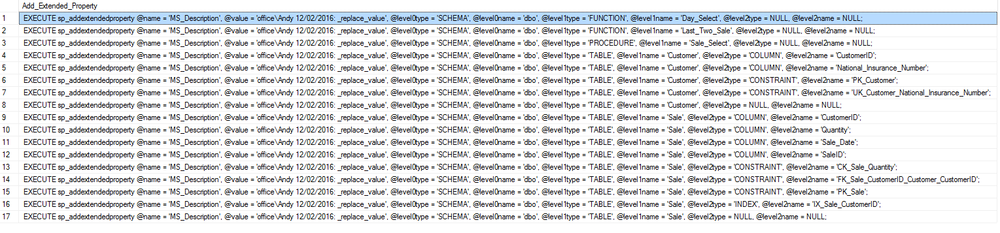 Add_Extended_Property
1 EXECUTE sp_addextendedproperty @name = 'MS_Description', @value = 'office\Andy 12/02/2016: _replace_value', @level0type = 'SCHEMA', @level0name = 'dbo', @level1type = 'FUNCTION', @level1name = 'Day_Select', @level2type = NULL, @level2name = NULL;
2 EXECUTE sp_addextendedproperty @name = 'MS_Description', @value = 'office\Andy 12/02/2016: _replace_value', @level0type = 'SCHEMA', @level0name = 'dbo', @level1type = 'FUNCTION', @level1name = 'Last_Two_Sale', @level2type = NULL, @level2name = NULL;
3 EXECUTE sp_addextendedproperty @name = 'MS_Description', @value = 'office\Andy 12/02/2016: _replace_value', @level0type = 'SCHEMA', @level0name = 'dbo', @level1type = 'PROCEDURE', @level1name = 'Sale_Select', @level2type = NULL, @level2name = NULL;
4 EXECUTE sp_addextendedproperty @name = 'MS_Description', @value = 'office\Andy 12/02/2016: _replace_value', @level0type = 'SCHEMA', @level0name = 'dbo', @level1type = 'TABLE', @level1name = 'Customer', @level2type = 'COLUMN', @level2name = 'CustomerID';
5 EXECUTE sp_addextendedproperty @name = 'MS_Description', @value = 'office\Andy 12/02/2016: _replace_value', @level0type = 'SCHEMA', @level0name = 'dbo', @level1type = 'TABLE', @level1name = 'Customer', @level2type = 'COLUMN', @level2name = 'National_Insurance_Number';
6 EXECUTE sp_addextendedproperty @name = 'MS_Description', @value = 'office\Andy 12/02/2016: _replace_value', @level0type = 'SCHEMA', @level0name = 'dbo', @level1type = 'TABLE', @level1name = 'Customer', @level2type = 'CONSTRAINT', @level2name = 'PK_Customer';
7 EXECUTE sp_addextendedproperty @name = 'MS_Description', @value = 'office\Andy 12/02/2016: _replace_value', @level0type = 'SCHEMA', @level0name = 'dbo', @level1type = 'TABLE', @level1name = 'Customer', @level2type = 'CONSTRAINT', @level2name = 'UK_Customer_National_Insurance_Number';
8 EXECUTE sp_addextendedproperty @name = 'MS_Description', @value = 'office\Andy 12/02/2016: _replace_value', @level0type = 'SCHEMA', @level0name = 'dbo', @level1type = 'TABLE', @level1name = 'Customer', @level2type = NULL, @level2name = NULL;
9 EXECUTE sp_addextendedproperty @name = 'MS_Description', @value = 'office\Andy 12/02/2016: _replace_value', @level0type = 'SCHEMA', @level0name = 'dbo', @level1type = 'TABLE', @level1name = 'Sale', @level2type = 'COLUMN', @level2name = 'CustomerID';
10 EXECUTE sp_addextendedproperty @name = 'MS_Description', @value = 'office\Andy 12/02/2016: _replace_value', @level0type = 'SCHEMA', @level0name = 'dbo', @level1type = 'TABLE', @level1name = 'Sale', @level2type = 'COLUMN', @level2name = 'Quantity';
11 EXECUTE sp_addextendedproperty @name = 'MS_Description', @value = 'office\Andy 12/02/2016: _replace_value', @level0type = 'SCHEMA', @level0name = 'dbo', @level1type = 'TABLE', @level1name = 'Sale', @level2type = 'COLUMN', @level2name = 'Sale_Date';
12 EXECUTE sp_addextendedproperty @name = 'MS_Description', @value = 'office\Andy 12/02/2016: _replace_value', @level0type = 'SCHEMA', @level0name = 'dbo', @level1type = 'TABLE', @level1name = 'Sale', @level2type = 'COLUMN', @level2name = 'SaleID';
13 EXECUTE sp_addextendedproperty @name = 'MS_Description', @value = 'office\Andy 12/02/2016: _replace_value', @level0type = 'SCHEMA', @level0name = 'dbo', @level1type = 'TABLE', @level1name = 'Sale', @level2type = 'CONSTRAINT', @level2name = 'CK_Sale_Quantity';
14 EXECUTE sp_addextendedproperty @name = 'MS_Description', @value = 'office\Andy 12/02/2016: _replace_value', @level0type = 'SCHEMA', @level0name = 'dbo', @level1type = 'TABLE', @level1name = 'Sale', @level2type = 'CONSTRAINT', @level2name = 'FK_Sale_CustomerID_Customer_CustomerID';
15 EXECUTE sp_addextendedproperty @name = 'MS_Description', @value = 'office\Andy 12/02/2016: _replace_value', @level0type = 'SCHEMA', @level0name = 'dbo', @level1type = 'TABLE', @level1name = 'Sale', @level2type = 'CONSTRAINT', @level2name = 'PK_Sale';
16 EXECUTE sp_addextendedproperty @name = 'MS_Description', @value = 'office\Andy 12/02/2016: _replace_value', @level0type = 'SCHEMA', @level0name = 'dbo', @level1type = 'TABLE', @level1name = 'Sale', @level2type = 'INDEX', @level2name = 'IX_Sale_CustomerID';
17 EXECUTE sp_addextendedproperty @name = 'MS_Description', @value = 'office\Andy 12/02/2016: _replace_value', @level0type = 'SCHEMA', @level0name = 'dbo', @level1type = 'TABLE', @level1name = 'Sale', @level2type = NULL, @level2name = NULL;